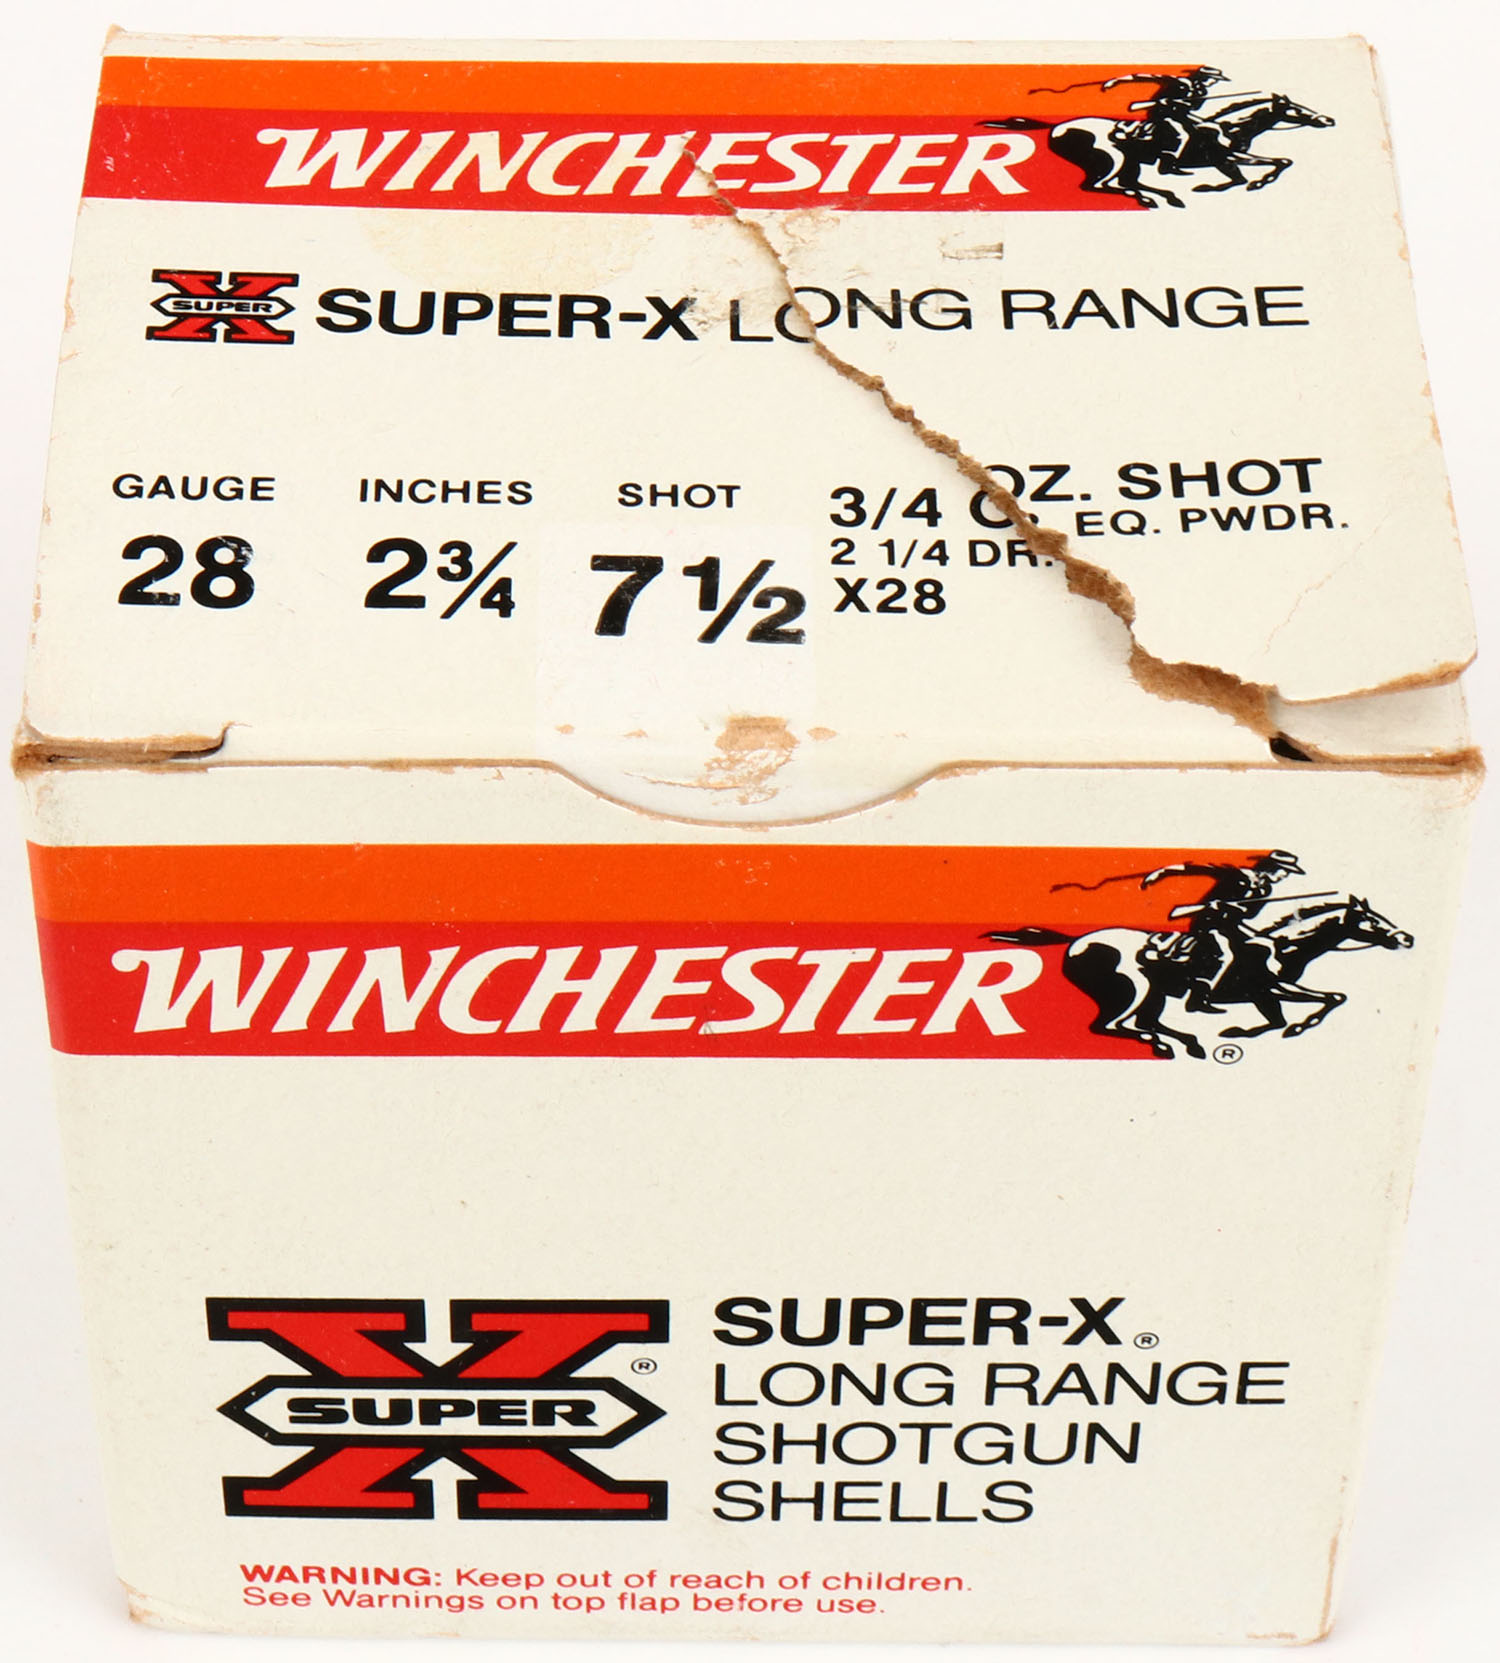 WINCHESTER
SUPER SUPER-X LONG RANGE
GAUGE INCHES SHOT
28 2¾ 7½
3/4 OZ. SHOT
2 1/4 DR. EQ. PWDR.
X28
WINCHESTER®
SUPER®
SUPER-X®
LONG RANGE
SHOTGUN
SHELLS
WARNING: Keep out of reach of children.
See Warnings on top flap before use.